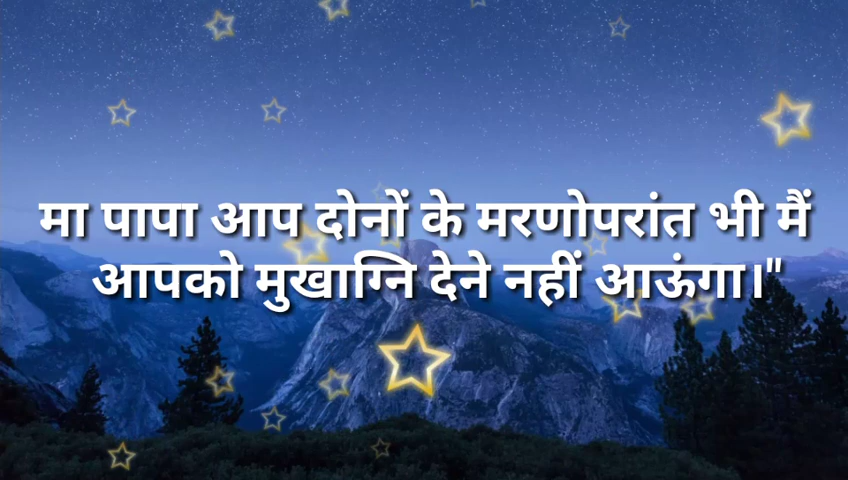 मा पापा आप दोनों के मरणोपरांत भी मैं
आपको मुखाग्नि देने नहीं आऊंगा।"